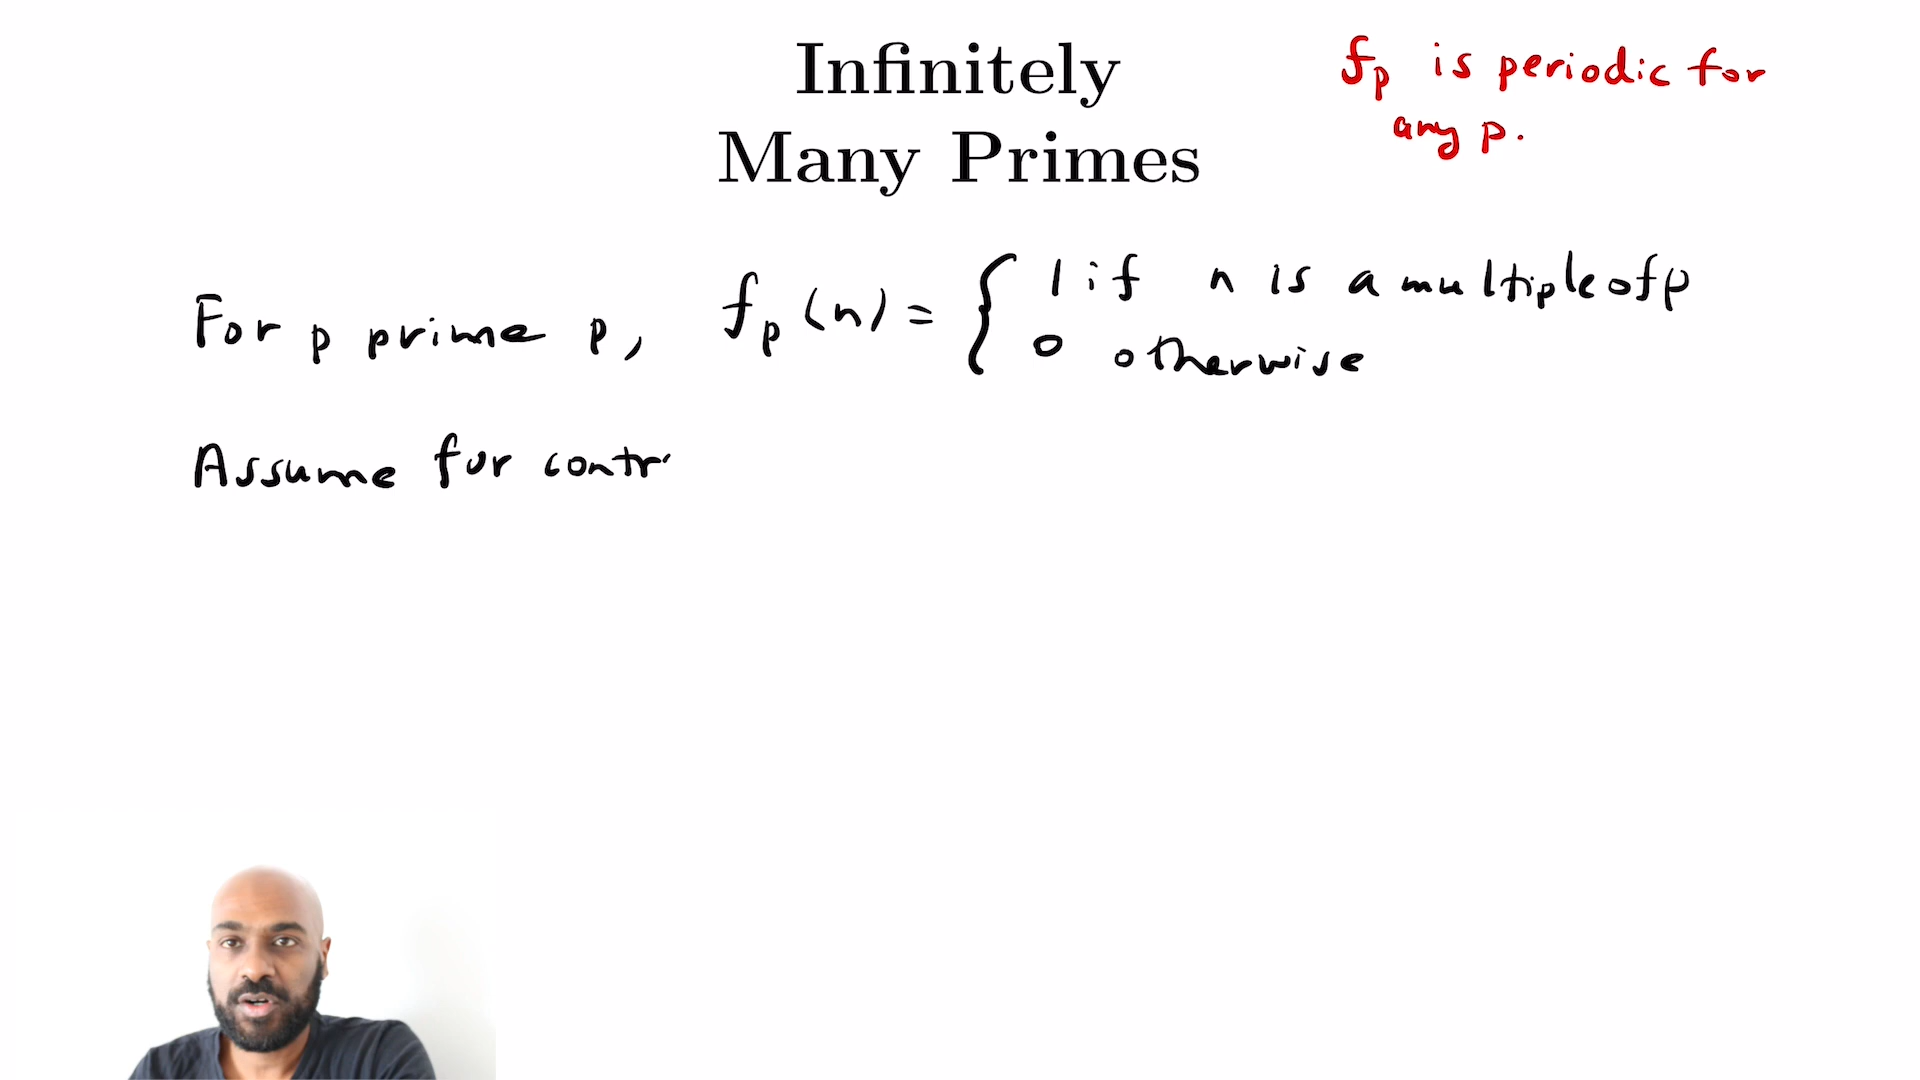 Infinitely
Many Primes
fp is periodic for
any p.
For p prime p, fp(n) = { 1 if n is a multiple of p
0 otherwise
Assume for contr